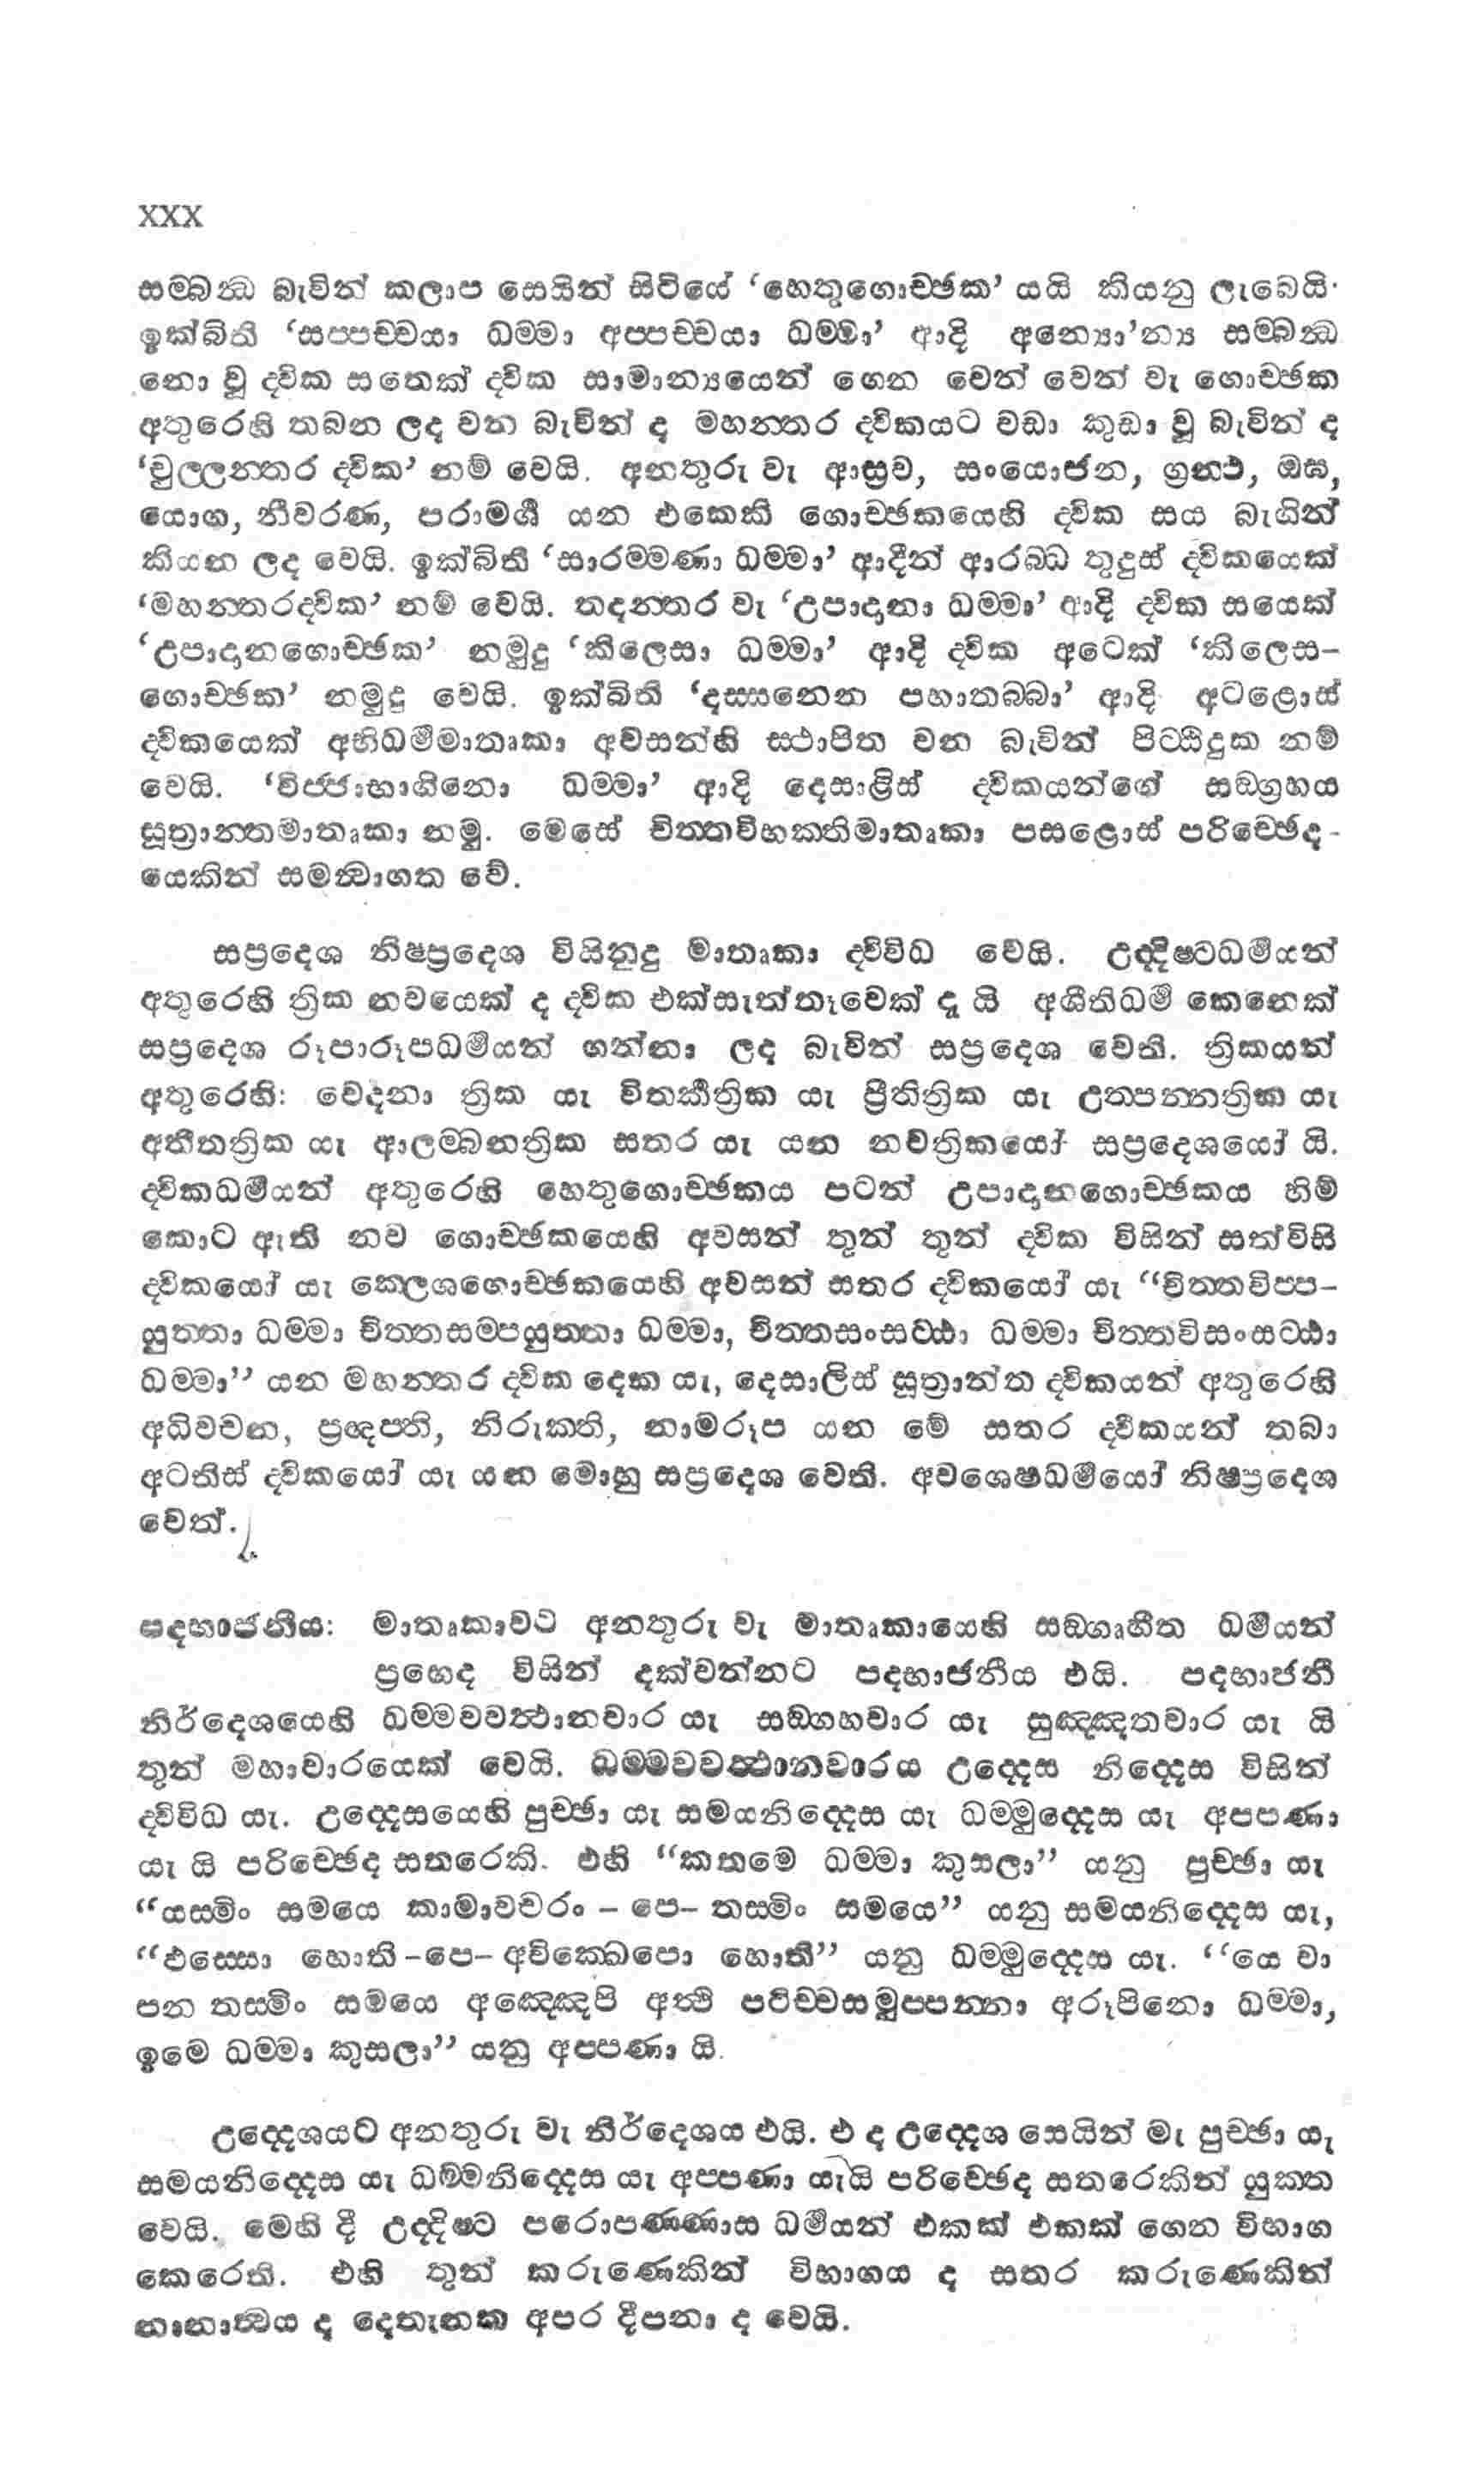 XXX
සම්බන්ධ බැවින් කලාප සෙයින් සිටියේ ‘හෙතුගොච්ඡක’ යයි කියනු ලැබෙයි.
ඉක්බිති ‘සප්පච්චයා ධම්මා අප්පච්චයා ධම්මා’ ආදි අන්‍යො’න්‍ය සම්බන්ධ
නො වූ ද්වික සතෙක් ද්වික සාමාන්‍යයෙන් ගෙන වෙන් වෙන් වැ ගොච්ඡක
අතුරෙහි තබන ලද වන බැවින් ද මහන්තර ද්විකයට වඩා කුඩා වූ බැවින් ද
‘චුල්ලන්තර ද්වික’ නම් වෙයි. අනතුරු වැ ආස්‍රව, සංයොජන, ග්‍රන්ථ, ඔඝ,
යොග, නීවරණ, පරාමර්‍ශ යන එකෙකී ගොච්ඡකයෙහි ද්වික සය බැගින්
කියන ලද වෙයි. ඉක්බිති ‘සාරම්මණා ධම්මා’ ආදීන් ආරබ්ධ තුදුස් ද්විකයෙක්
‘මහන්තරද්වික’ නම් වෙයි. තදනන්තර වැ ‘උපාදානා ධම්මා’ ආදි ද්වික සයෙක්
‘උපාදානගොච්ඡක’ නමුදු ‘කිලෙසා ධම්මා’ ආදි ද්වික අටෙක් ‘කිලෙස-
ගොච්ඡක’ නමුදු වෙයි. ඉක්බිති ‘දස්සනෙන පහාතබ්බා’ ආදි අටළොස්
ද්විකයෙක් අභිධර්‍මමාතෘකා අවසන්හි ස්ථාපිත වන බැවින් පිට්ඨිදුක නම්
වෙයි. ‘විජ්ජාභාගිනො ධම්මා’ ආදි දෙසාළිස් ද්විකයන්ගේ සඞ්ග්‍රහය
සූත්‍රාන්තමාතෘකා නමු. මෙසේ චිත්තවිභක්තිමාතෘකා පසළොස් පරිච්ඡෙද-
යෙකින් සමන්වාගත වේ.
සප්‍රදෙශ නිෂ්ප්‍රදෙශ විසිනුදු මාතෘකා ද්විවිධ වෙයි. උද්දිෂ්ටධර්‍මයන්
අතුරෙහි ත්‍රික නවයෙක් ද ද්වික එක්සැත්තෑවෙක් දැ යි අශීතිධර්‍ම කෙනෙක්
සප්‍රදෙශ රූපාරූපධර්‍මයන් ගන්නා ලද බැවින් සප්‍රදෙශ වෙති. ත්‍රිකයන්
අතුරෙහි: වෙදනා ත්‍රික යැ විතර්‍කත්‍රික යැ ප්‍රීතිත්‍රික යැ උත්පන්නත්‍රික යැ
අතීතත්‍රික යැ ආලම්බනත්‍රික සතර යැ යන නවත්‍රිකයෝ සප්‍රදෙශයෝ යි.
ද්විකධර්‍මයන් අතුරෙහි හෙතුගොච්ඡකය පටන් උපාදානගොච්ඡකය හිම්
කොට ඇති නව ගොච්ඡකයෙහි අවසන් තුන් තුන් ද්වික විසින් සත්විසි
ද්විකයෝ යැ ක්ලෙශගොච්ඡකයෙහි අවසන් සතර ද්විකයෝ යැ “චිත්තවිප්ප-
යුත්තා ධම්මා චිත්තසම්පයුත්තා ධම්මා, චිත්තසංසට්ඨා ධම්මා චිත්තවිසංසට්ඨා
ධම්මා” යන මහන්තර ද්වික දෙක යැ, දෙසාලිස් සූත්‍රාන්ත ද්විකයන් අතුරෙහි
අධිවචන, ප්‍රඥප්ති, නිරුක්ති, නාමරූප යන මේ සතර ද්විකයන් තබා
අටතිස් ද්විකයෝ යැ යන මොහු සප්‍රදෙශ වෙති. අවශෙෂධර්‍මයෝ නිෂ්ප්‍රදෙශ
වෙත්.
පදභාජනීය: මාතෘකාවට අනතුරු වැ මාතෘකායෙහි සඞ්ගෘහීත ධර්‍මයන්
ප්‍රභෙද විසින් දක්වන්නට පදභාජනීය එයි. පදභාජනී
නිර්දෙශයෙහි ධම්මවවත්ථානවාර යැ සඞ්ගහවාර යැ සුඤ්ඤතවාර යැ යි
තුන් මහාවාරයෙක් වෙයි. ධම්මවවත්ථානවාරය උද්දෙස නිද්දෙස විසින්
ද්විවිධ යැ. උද්දෙසයෙහි පුච්ඡා යැ සමයනිද්දෙස යැ ධම්මුද්දෙස යැ අප්පණා
යැ යි පරිච්ඡෙද සතරෙකි. එහි “කතමෙ ධම්මා කුසලා” යනු පුච්ඡා යැ
“යස්මිං සමයෙ කාමාවචරං – පෙ– තස්මිං සමයෙ” යනු සමයනිද්දෙස යැ,
“ඵස්සො හොති –පෙ– අවික්ඛෙපො හොති” යනු ධම්මුද්දෙස යැ. “යෙ වා
පන තස්මිං සමයෙ අඤ්ඤෙපි අත්ථි පටිච්චසමුප්පන්නා අරූපිනො ධම්මා,
ඉමෙ ධම්මා කුසලා” යනු අප්පණා යි.
උද්දෙශයට අනතුරු වැ නිර්දෙශය එයි. එ ද උද්දෙශ සෙයින් මැ පුච්ඡා යැ
සමයනිද්දෙස යැ ධම්මනිද්දෙස යැ අප්පණා යැයි පරිච්ඡෙද සතරෙකින් යුක්ත
වෙයි. මෙහි දී උද්දිෂ්ට පරොපණ්ණාස ධර්‍මයන් එකක් එකක් ගෙන විභාග
කෙරෙති. එහි තුන් කරුණෙකින් විභාගය ද සතර කරුණෙකින්
නානාත්වය ද දෙතැනක අපර දීපනා ද වෙයි.